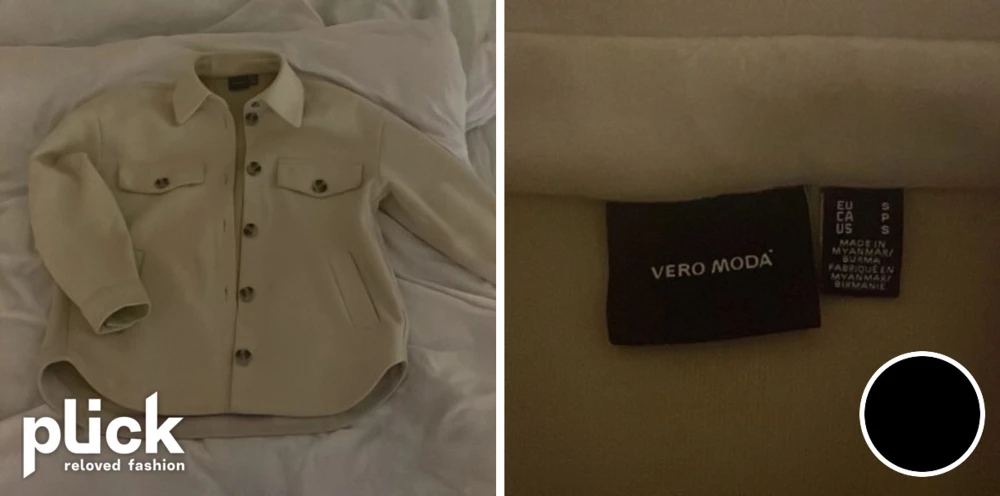 plick
reloved fashion
VERO MODA
EU S
CA P
US S
MADE IN
MYANMAR/
BURMA
FABRIQUÉ EN
MYANMAR/
BIRMANIE